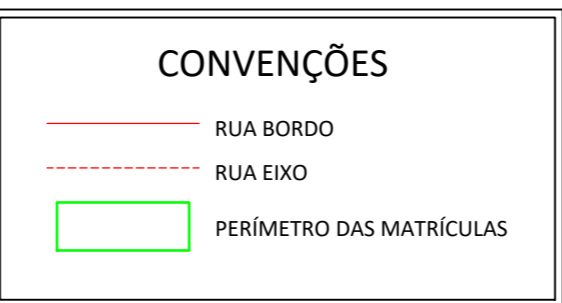 CONVENÇÕES
RUA BORDO
RUA EIXO
PERÍMETRO DAS MATRÍCULAS